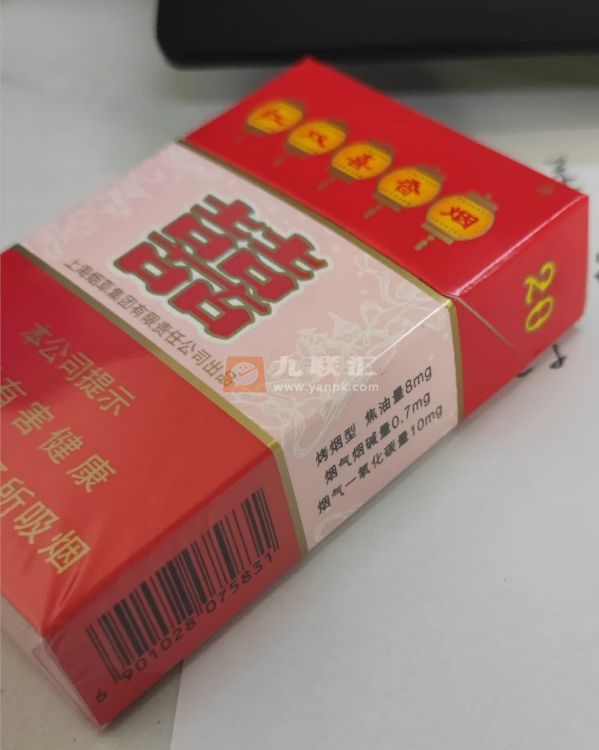 红双喜香烟
20
囍
上海烟草集团有限责任公司出品
九联汇
www.yanpk.com
烤烟型 焦油量8mg
烟气烟碱量0.7mg
烟气一氧化碳量10mg
本公司提示
有害健康
所吸烟
6901028075831